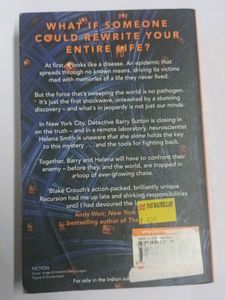 WHAT IF SOMEONE
COULD REWRITE YOUR
ENTIRE LIFE?
At first, it looks like a disease. An epidemic that
spreads through no known means, driving its victims
mad with memories of a life they never lived.
But the force that's sweeping the world is no pathogen.
It's just the first shockwave, unleashed by a stunning
discovery – and what's in jeopardy is not just our minds.
In New York City, Detective Barry Sutton is closing in
on the truth – and in a remote laboratory, neuroscientist
Helena Smith is unaware that she alone holds the key
to this mystery . . . and the tools for fighting back.
Together, Barry and Helena will have to confront their
enemy – before they, and the world, are trapped in
a loop of ever-growing chaos.
'Blake Crouch's action-packed, brilliantly unique
Recursion had me up late and shirking responsibilities
until I had devoured the
Andy Weir, New York
bestselling author of The
PAN MACMILLAN
FICTION
For sale in the Indian